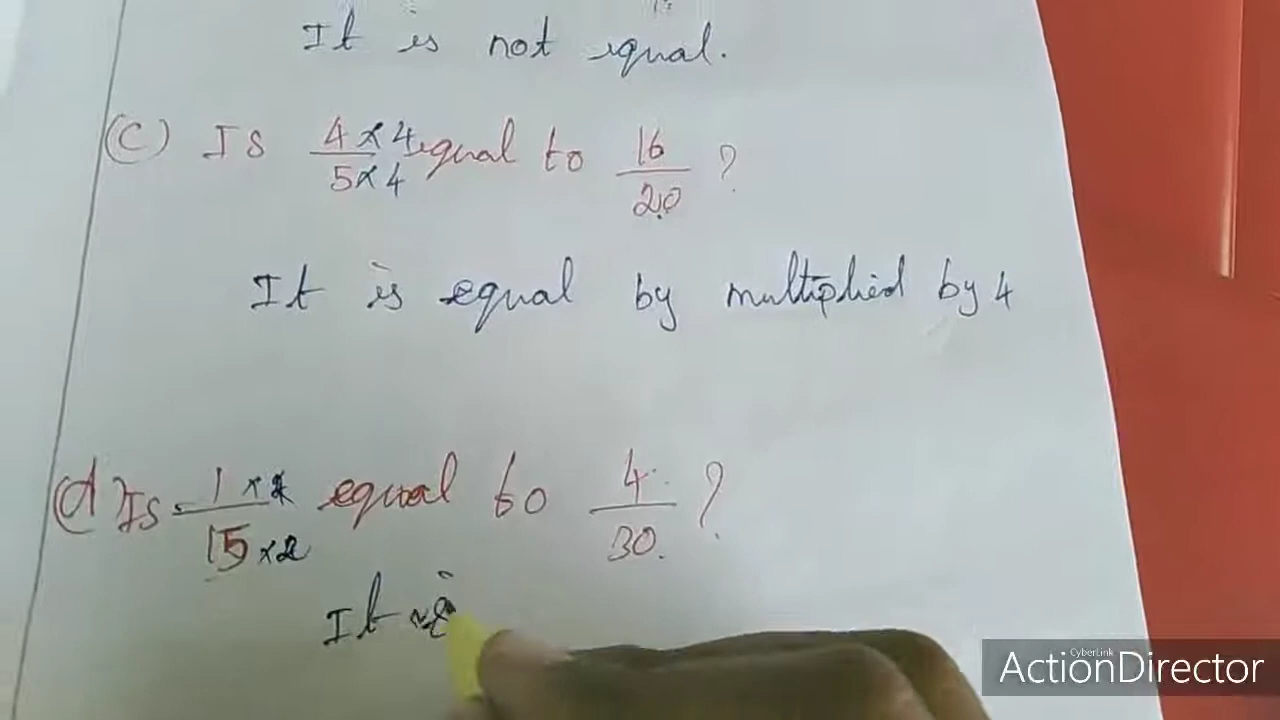 It is not equal.
(c) Is 4×4/5×4 equal to 16/20 ?
It is equal by multiplied by 4
(d) Is 1×2/15×2 equal to 4/30 ?
It is
CyberLink
ActionDirector